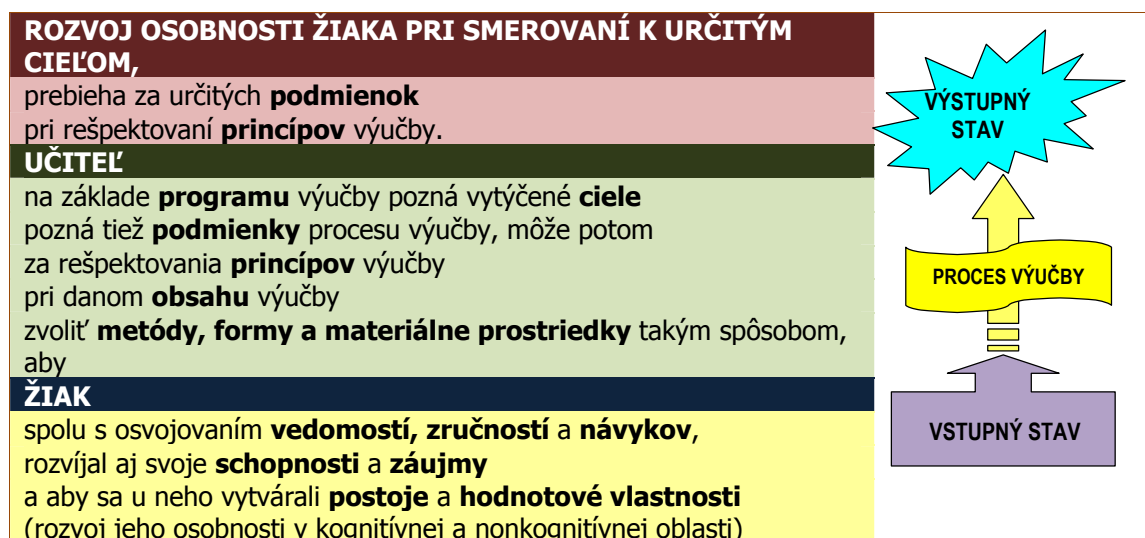 ROZVOJ OSOBNOSTI ŽIAKA PRI SMEROVANÍ K URČITÝM
CIEĽOM,
prebieha za určitých podmienok
pri rešpektovaní princípov výučby.
UČITEĽ
na základe programu výučby pozná vytýčené ciele
pozná tiež podmienky procesu výučby, môže potom
za rešpektovania princípov výučby
pri danom obsahu výučby
zvoliť metódy, formy a materiálne prostriedky takým spôsobom,
aby
ŽIAK
spolu s osvojovaním vedomostí, zručností a návykov,
rozvíjal aj svoje schopnosti a záujmy
a aby sa u neho vytvárali postoje a hodnotové vlastnosti
(rozvoj jeho osobnosti v kognitívnej a nonkognitívnej oblasti)
VÝSTUPNÝ
STAV
PROCES VÝUČBY
VSTUPNÝ STAV